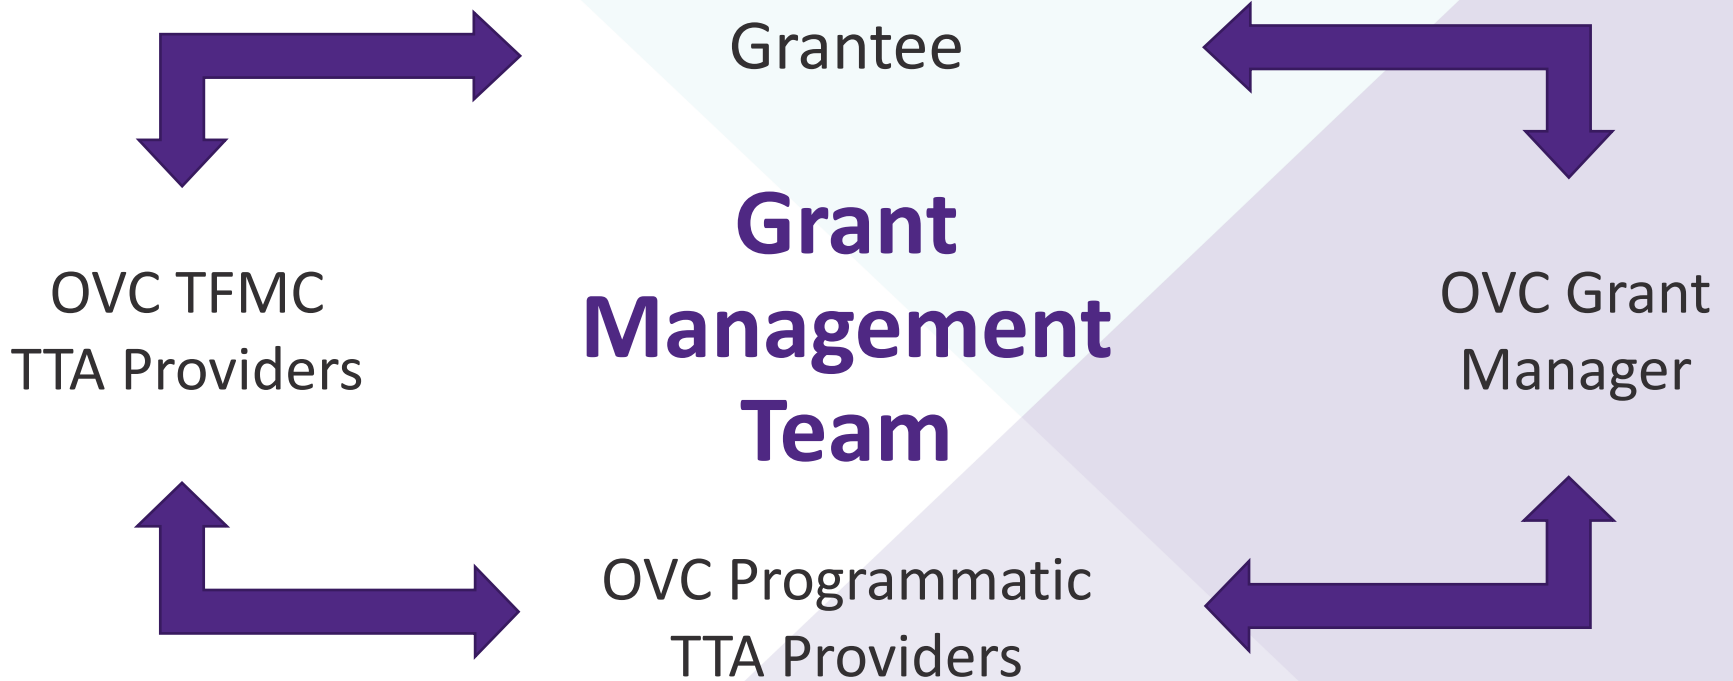 Grantee
Grant
Management
Team
OVC TFMC
TTA Providers
OVC Grant
Manager
OVC Programmatic
TTA Providers